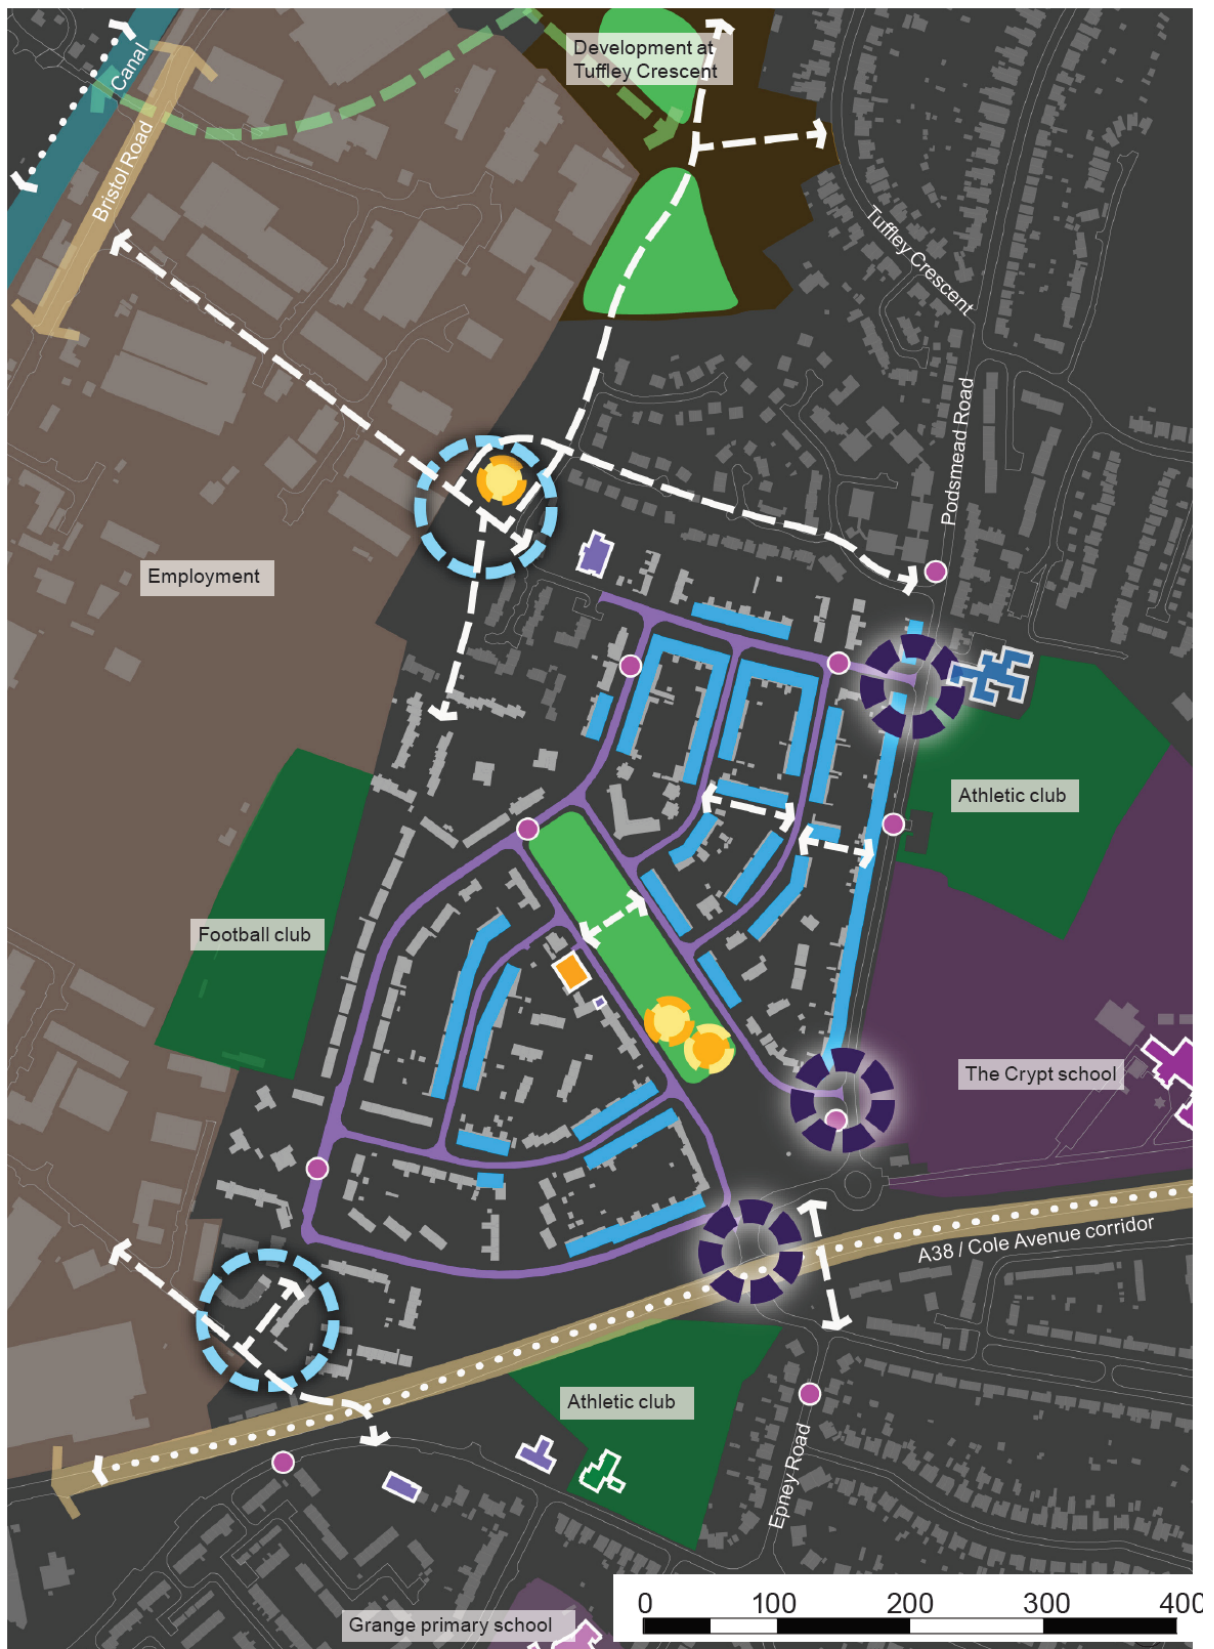 Development at
Tuffley Crescent
Canal
Bristol Road
Tuffley Crescent
Podsmead Road
Employment
Athletic club
Football club
The Crypt school
A38 / Cole Avenue corridor
Athletic club
Epney Road
Grange primary school
0 100 200 300 400